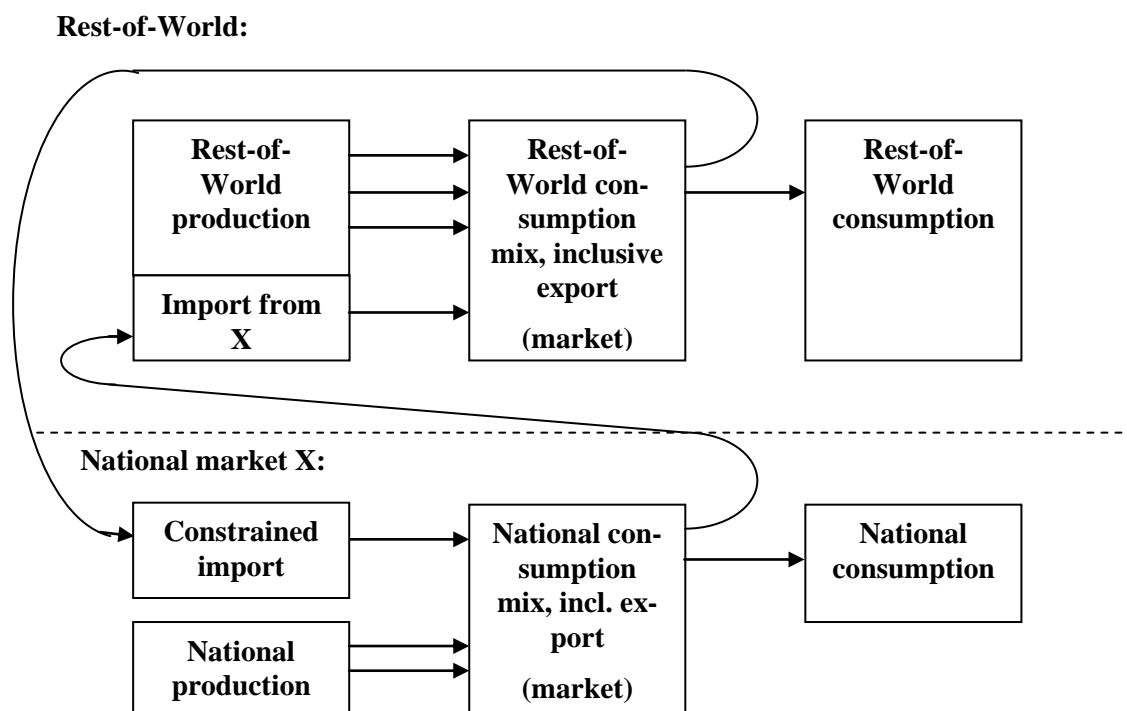 Rest-of-World:
Rest-of-
World
production
Import from
X
Rest-of-
World con-
sumption
mix, inclusive
export
(market)
Rest-of-
World
consumption
National market X:
Constrained
import
National
production
National con-
sumption
mix, incl. ex-
port
(market)
National
consumption